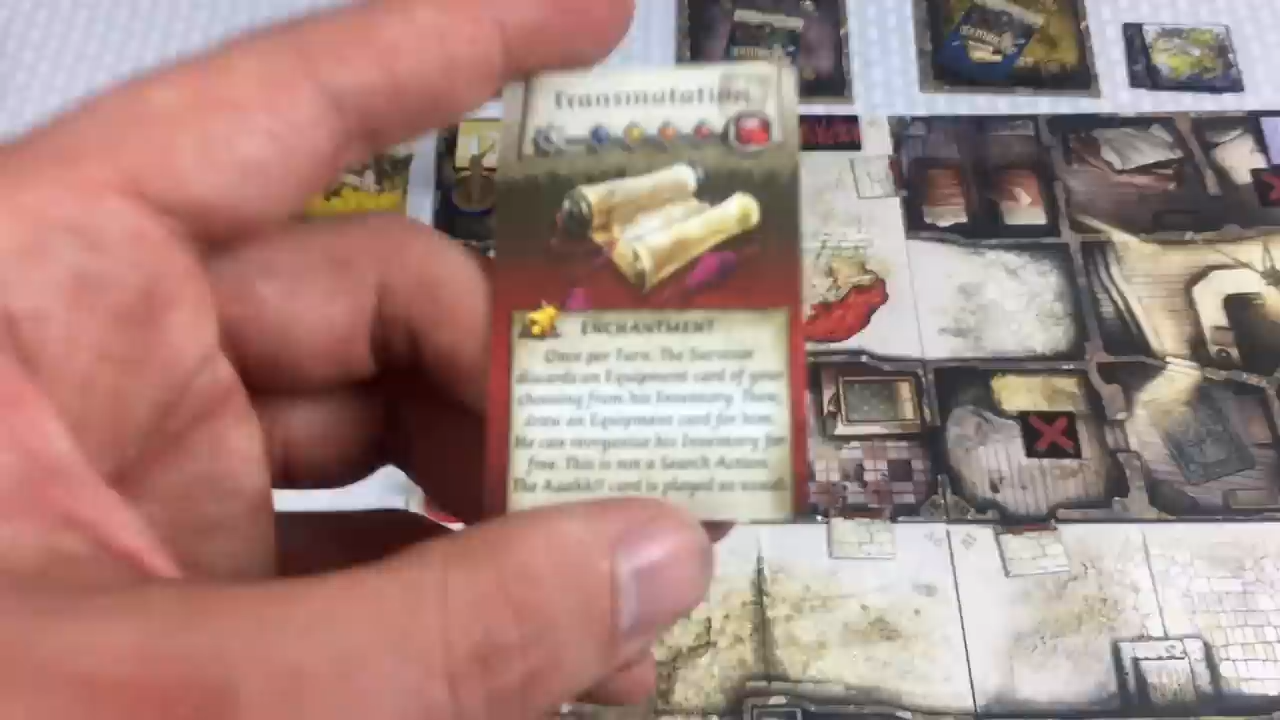 Transmutation
ENCHANTMENT
Once per Turn. The Survivor
discards an Equipment card of your
choosing from his Inventory. Then,
draw an Equipment card for him.
He can reorganize his Inventory for
free. This is not a Search Action.
The Aaahh!! card is played as usual.